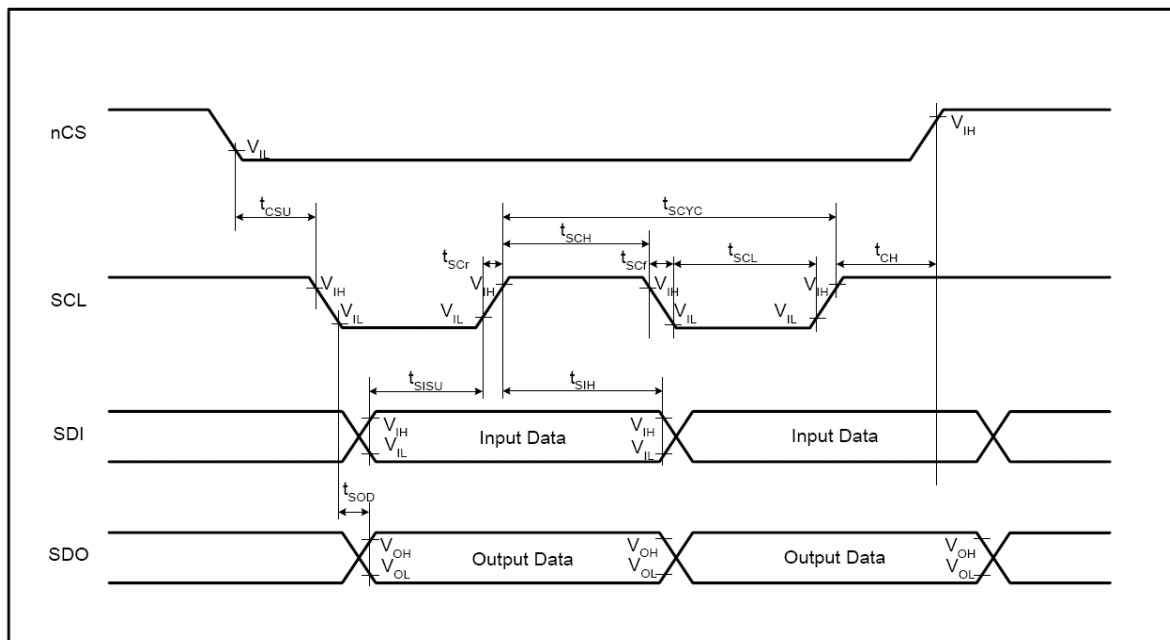 nCS
V_IL
V_IH
t_CSU
t_SCYC
t_SCH
t_SCr
t_SCf
t_SCL
t_CH
SCL
V_IH
V_IL
V_IH
V_IL
V_IH
V_IL
V_IH
V_IL
t_SISU
t_SIH
SDI
V_IH
V_IL
Input Data
V_IH
V_IL
Input Data
t_SOD
SDO
V_OH
V_OL
Output Data
V_OH
V_OL
Output Data
V_OH
V_OL